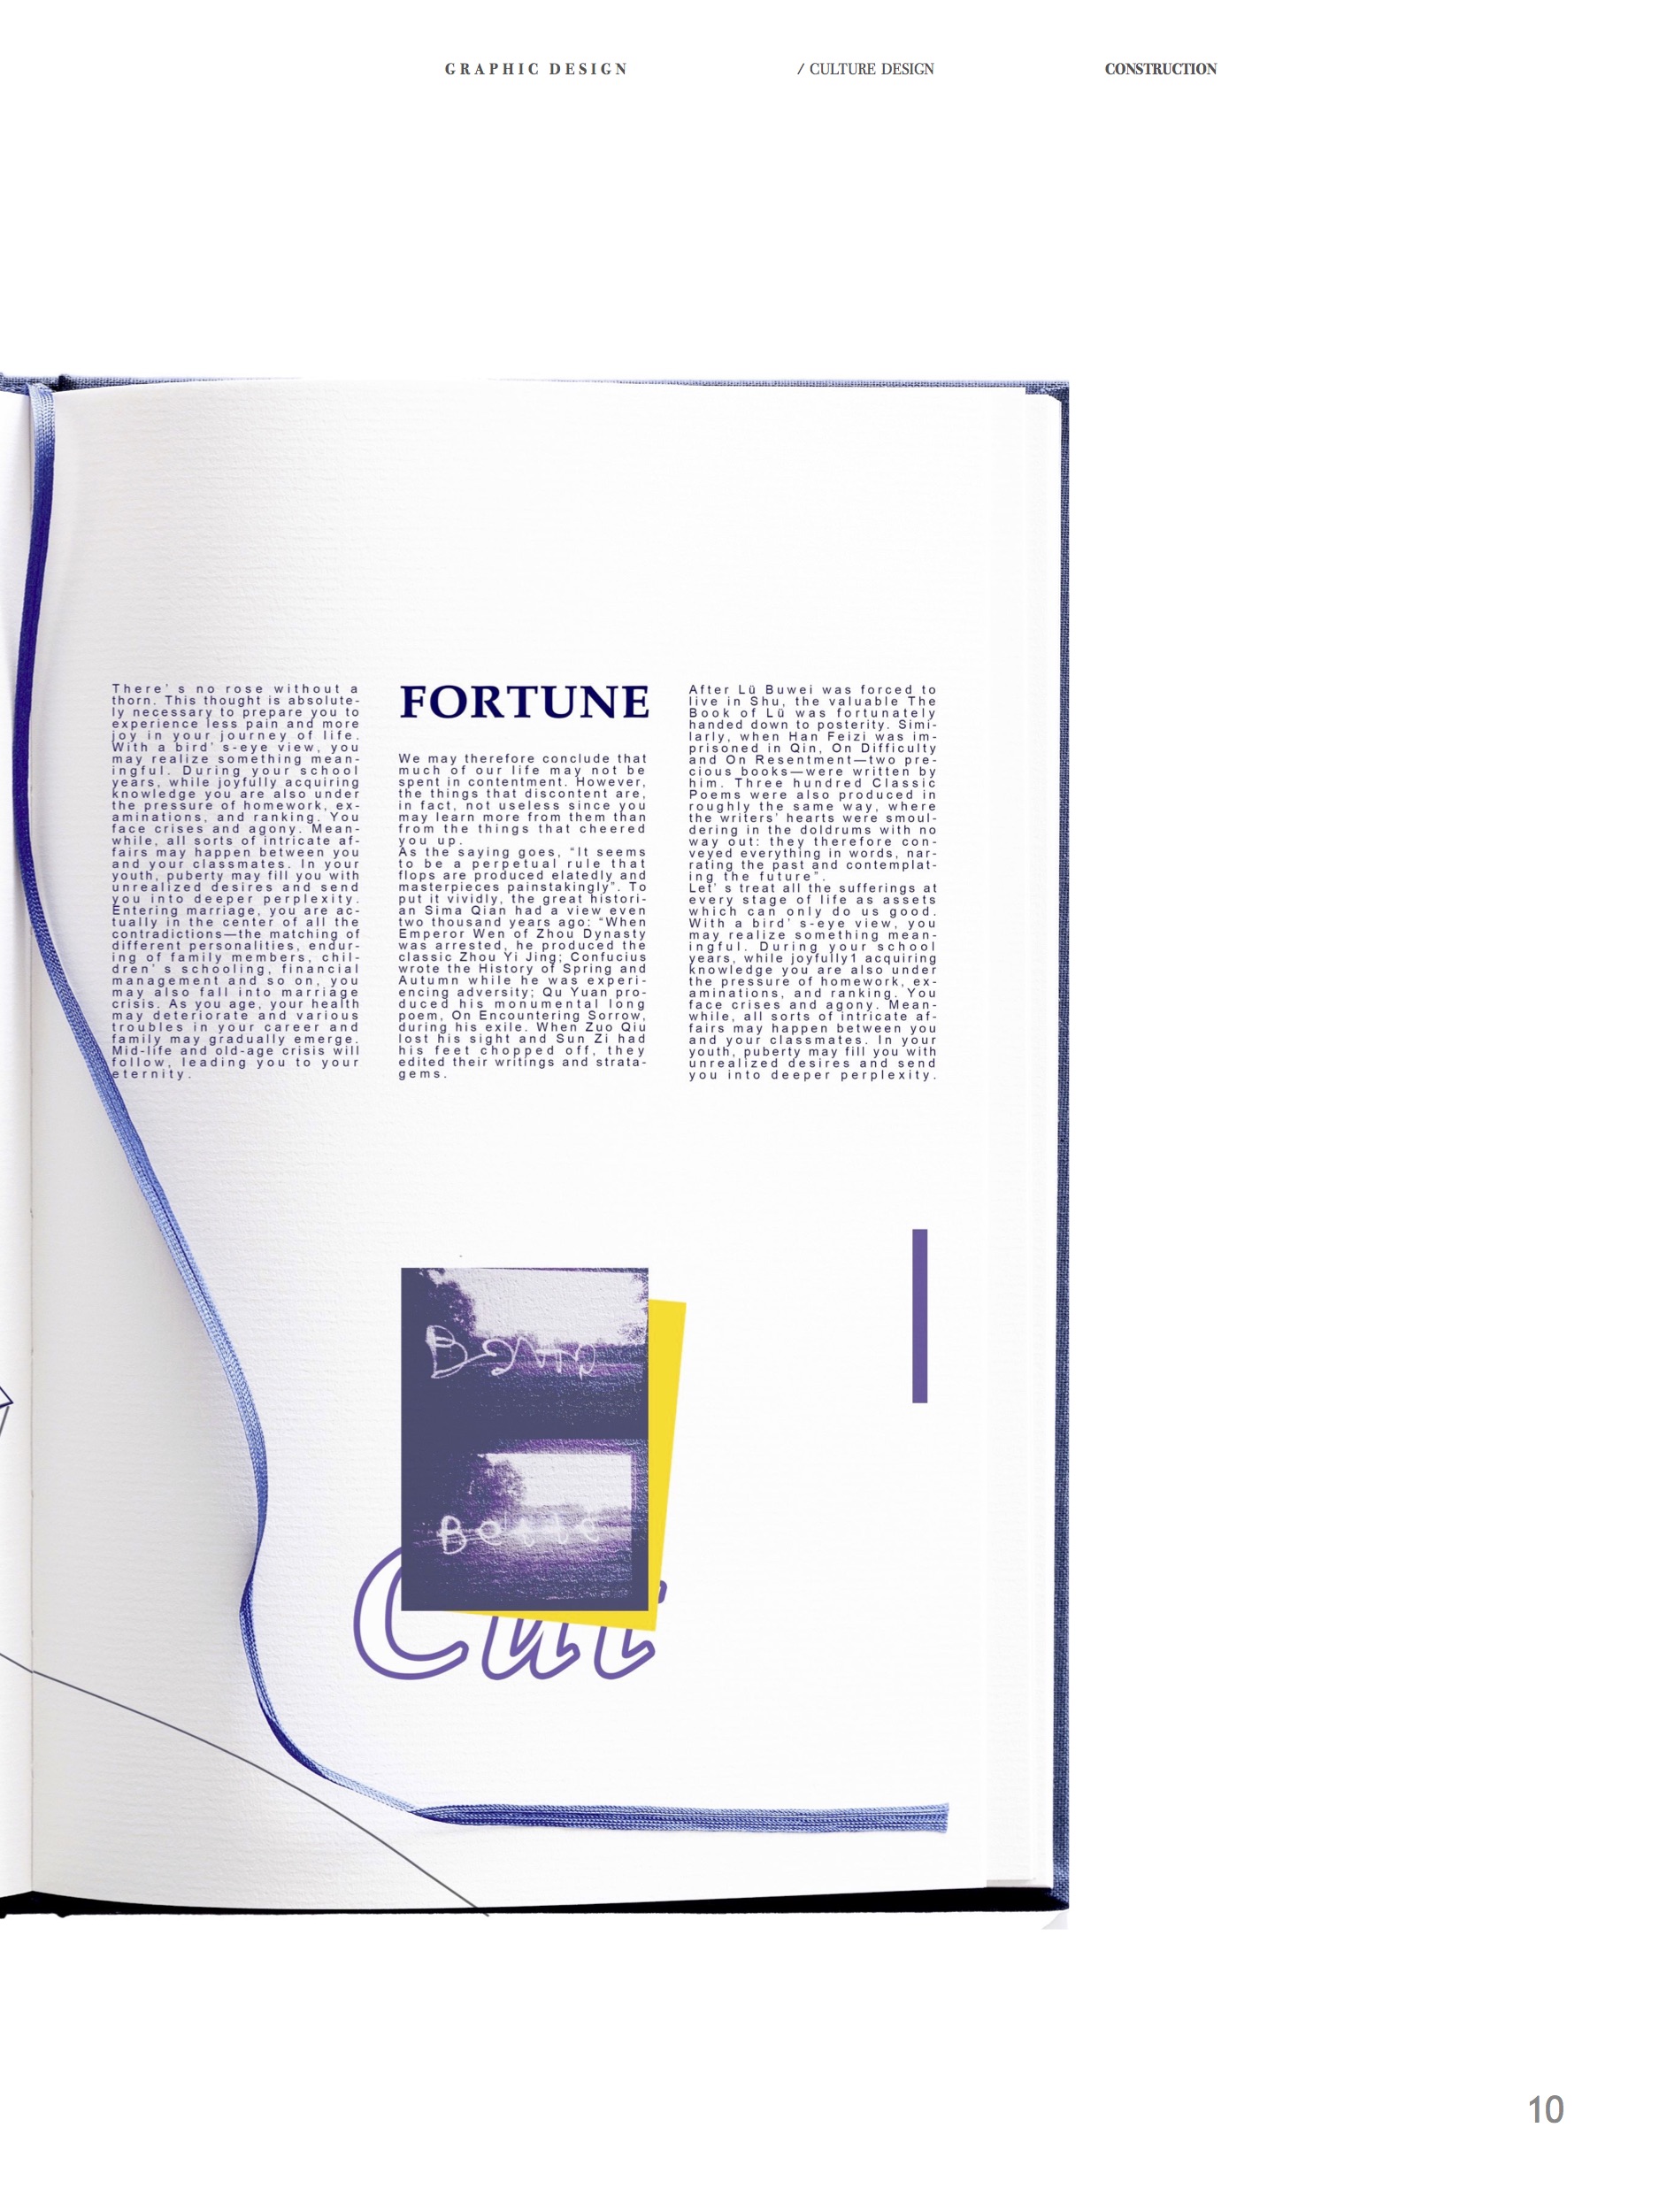 GRAPHIC DESIGN
/ CULTURE DESIGN
CONSTRUCTION
There’ s no rose without a
thorn. This thought is absolute-
ly necessary to prepare you to
experience less pain and more
joy in your journey of life.
With a bird’ s-eye view, you
may realize something mean-
ingful. During your school
years, while joyfully acquiring
knowledge you are also under
the pressure of homework, ex-
aminations, and ranking. You
face crises and agony. Mean-
while, all sorts of intricate af-
fairs may happen between you
and your classmates. In your
youth, puberty may fill you with
unrealized desires and send
you into deeper perplexity.
Entering marriage, you are ac-
tually in the center of all the
contradictions—the matching of
different personalities, endur-
ing of family members, chil-
dren’ s schooling, financial
management and so on, you
may also fall into marriage
crisis. As you age, your health
may deteriorate and various
troubles in your career and
family may gradually emerge.
Mid-life and old-age crisis will
follow, leading you to your
eternity.
FORTUNE
We may therefore conclude that
much of our life may not be
spent in contentment. However,
the things that discontent are,
in fact, not useless since you
may learn more from them than
from the things that cheered
you up.
As the saying goes, “It seems
to be a perpetual rule that
flops are produced elatedly and
masterpieces painstakingly”. To
put it vividly, the great histori-
an Sima Qian had a view even
two thousand years ago: “When
Emperor Wen of Zhou Dynasty
was arrested, he produced the
classic Zhou Yi Jing; Confucius
wrote the History of Spring and
Autumn while he was experi-
encing adversity; Qu Yuan pro-
duced his monumental long
poem, On Encountering Sorrow,
during his exile. When Zuo Qiu
lost his sight and Sun Zi had
his feet chopped off, they
edited their writings and strata-
gems.
After Lü Buwei was forced to
live in Shu, the valuable The
Book of Lü was fortunately
handed down to posterity. Simi-
larly, when Han Feizi was im-
prisoned in Qin, On Difficulty
and On Resentment—two pre-
cious books—were written by
him. Three hundred Classic
Poems were also produced in
roughly the same way, where
the writers’ hearts were smoul-
dering in the doldrums with no
way out: they therefore con-
veyed everything in words, nar-
rating the past and contemplat-
ing the future”.
Let’ s treat all the sufferings at
every stage of life as assets
which can only do us good.
With a bird’ s-eye view, you
may realize something mean-
ingful. During your school
years, while joyfully1 acquiring
knowledge you are also under
the pressure of homework, ex-
aminations, and ranking. You
face crises and agony. Mean-
while, all sorts of intricate af-
fairs may happen between you
and your classmates. In your
youth, puberty may fill you with
unrealized desires and send
you into deeper perplexity.
Cut
10